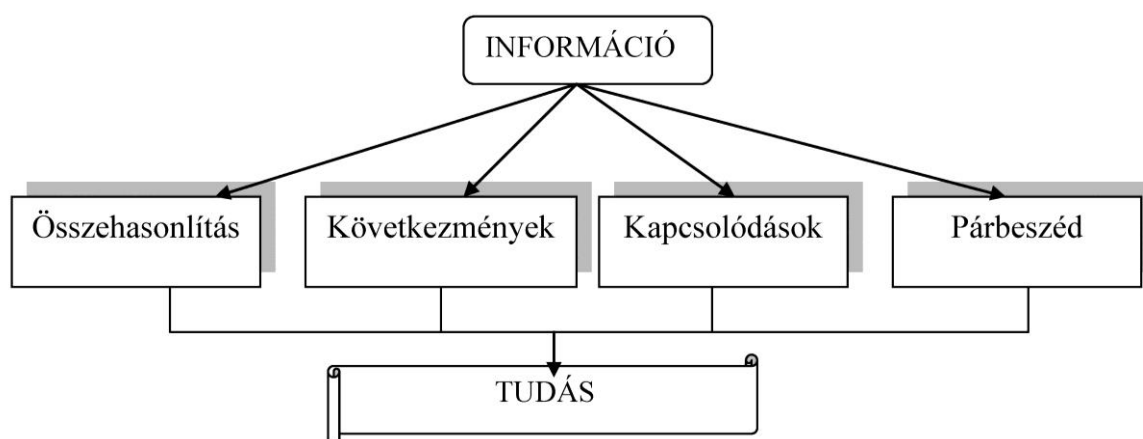 INFORMÁCIÓ
Összehasonlítás
Következmények
Kapcsolódások
Párbeszéd
TUDÁS